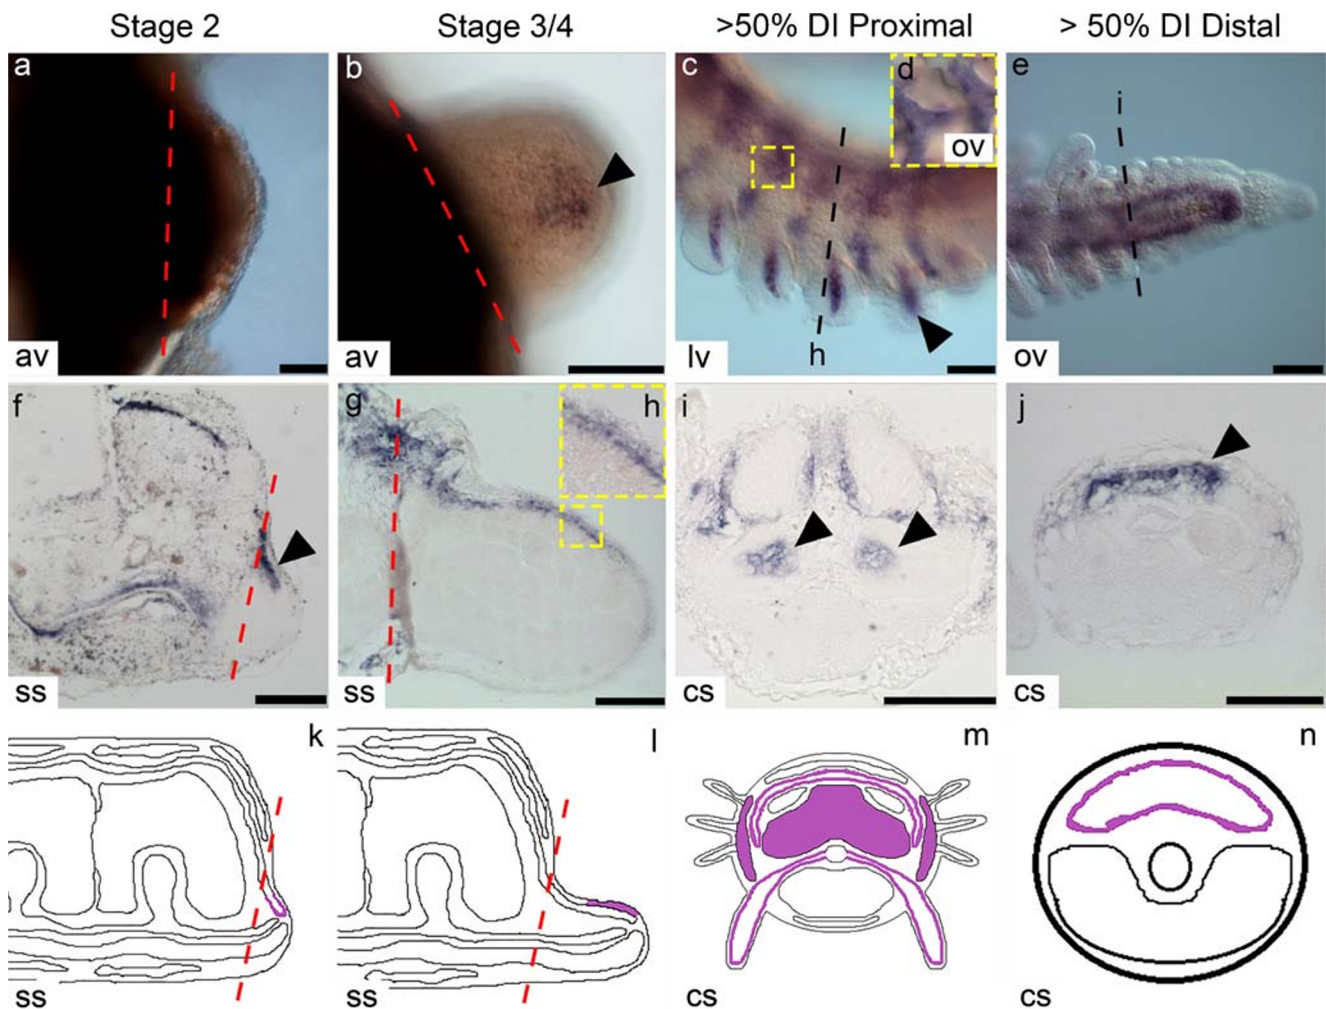 Stage 2
Stage 3/4
>50% DI Proximal
> 50% DI Distal
a
b
c
d
e
i
ov
h
av
av
lv
ov
f
g
h
i
j
ss
ss
cs
cs
k
l
m
n
ss
ss
cs
cs